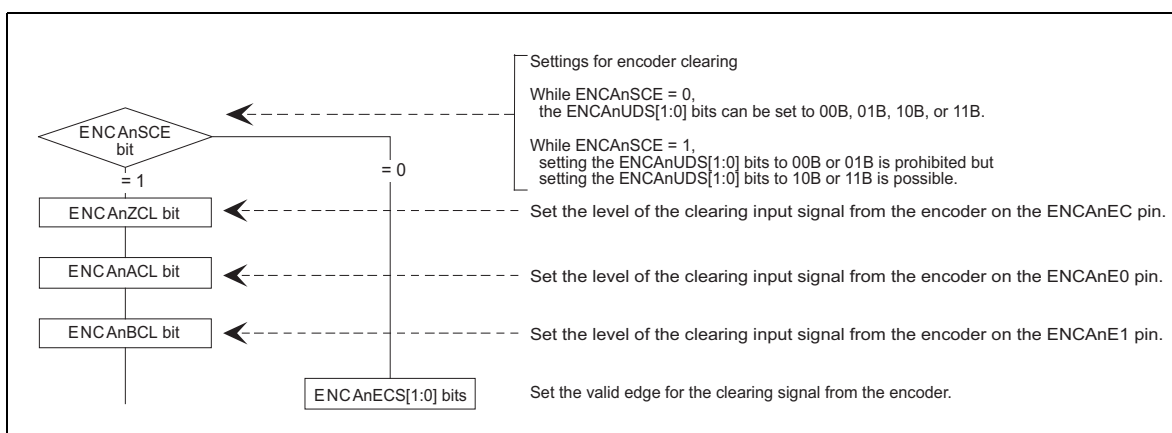 Settings for encoder clearing
While ENCAnSCE = 0,
the ENCAnUDS[1:0] bits can be set to 00B, 01B, 10B, or 11B.
While ENCAnSCE = 1,
setting the ENCAnUDS[1:0] bits to 00B or 01B is prohibited but
setting the ENCAnUDS[1:0] bits to 10B or 11B is possible.
ENCAnSCE
bit
= 1
= 0
ENCAnZCL bit
Set the level of the clearing input signal from the encoder on the ENCAnEC pin.
ENCAnACL bit
Set the level of the clearing input signal from the encoder on the ENCAnE0 pin.
ENCAnBCL bit
Set the level of the clearing input signal from the encoder on the ENCAnE1 pin.
ENCAnECS[1:0] bits
Set the valid edge for the clearing signal from the encoder.